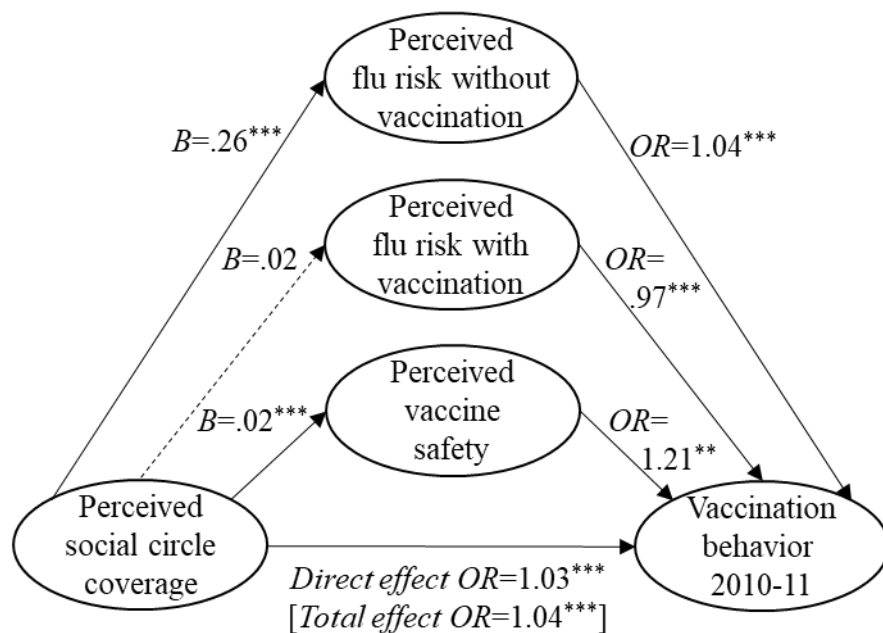 Perceived
flu risk without
vaccination
B=.26***
OR=1.04***
Perceived
flu risk with
vaccination
B=.02
OR=
.97***
Perceived
vaccine
safety
B=.02***
OR=
1.21**
Perceived
social circle
coverage
Vaccination
behavior
2010-11
Direct effect OR=1.03***
[Total effect OR=1.04***]